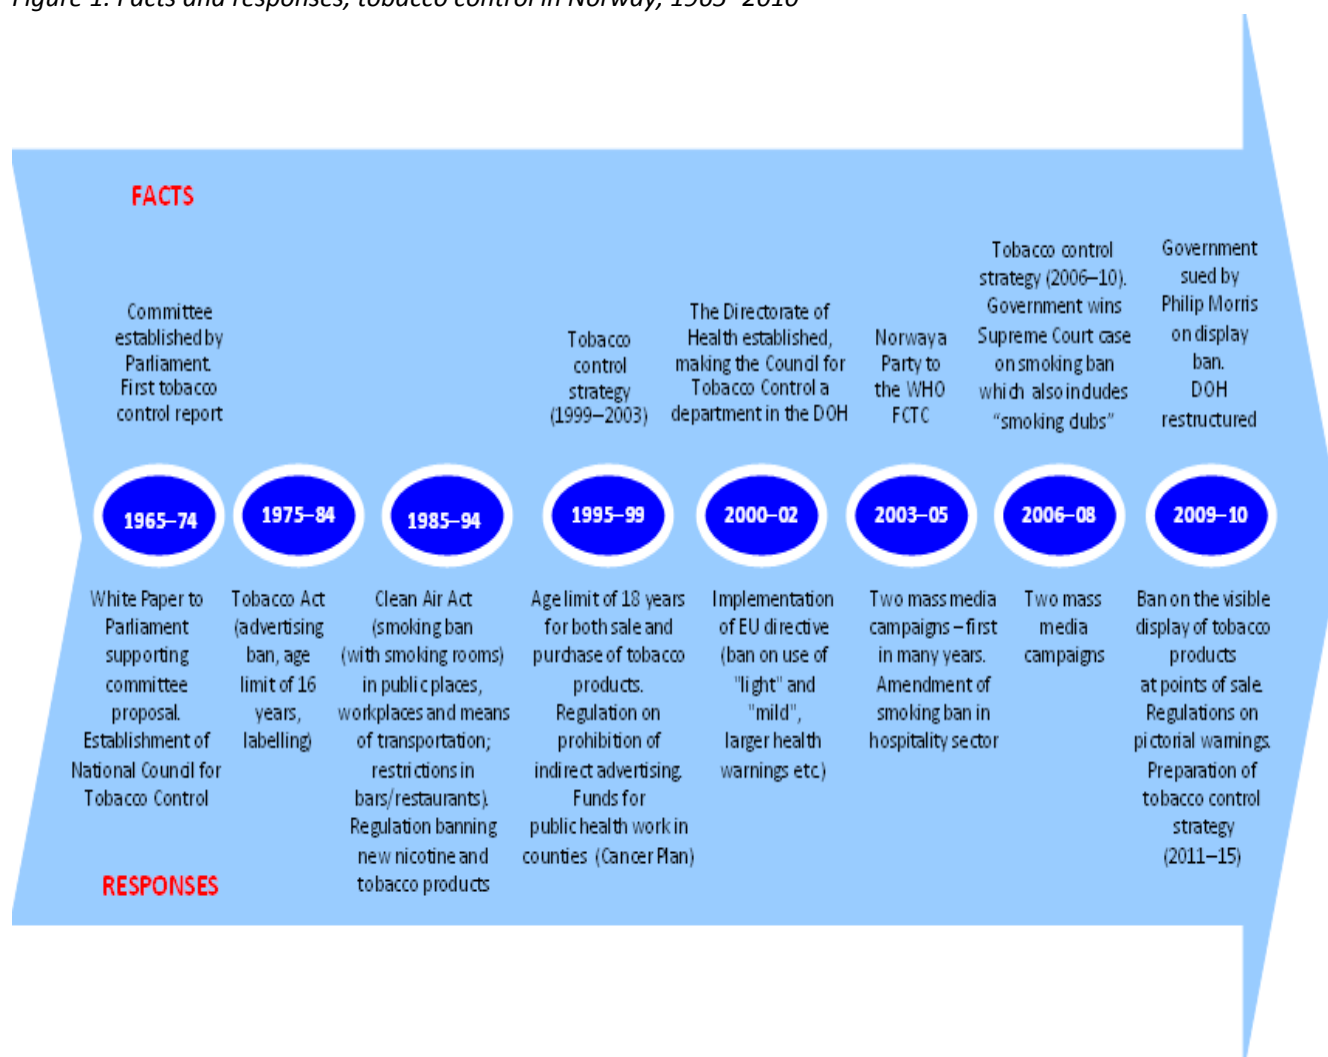 Figure 1. Facts and responses, tobacco control in Norway, 1965–2010
FACTS
Committee
established by
Parliament.
First tobacco
control report
Tobacco
control
strategy
(1999–2003)
The Directorate of
Health established,
making the Council for
Tobacco Control a
department in the DOH
Norway a
Party to
the WHO
FCTC
Tobacco control
strategy (2006–10).
Government wins
Supreme Court case
on smoking ban
which also includes
"smoking clubs"
Government
sued by
Philip Morris
on display
ban.
DOH
restructured
1965–74
1975–84
1985–94
1995–99
2000–02
2003–05
2006–08
2009–10
White Paper to
Parliament
supporting
committee
proposal.
Establishment of
National Council for
Tobacco Control
Tobacco Act
(advertising
ban, age
limit of 16
years,
labelling)
Clean Air Act
(smoking ban
(with smoking rooms)
in public places,
workplaces and means
of transportation;
restrictions in
bars/restaurants).
Regulation banning
new nicotine and
tobacco products
Age limit of 18 years
for both sale and
purchase of tobacco
products.
Regulation on
prohibition of
indirect advertising.
Funds for
public health work in
counties (Cancer Plan)
Implementation
of EU directive
(ban on use of
"light" and
"mild",
larger health
warnings etc.)
Two mass media
campaigns – first
in many years.
Amendment of
smoking ban in
hospitality sector
Two mass
media
campaigns
Ban on the visible
display of tobacco
products
at points of sale.
Regulations on
pictorial warnings.
Preparation of
tobacco control
strategy
(2011–15)
RESPONSES